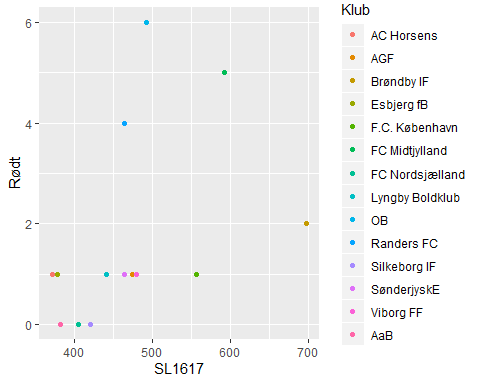 6
4
2
0
Rødt
400 500 600 700
SL1617
Klub
AC Horsens
AGF
Brøndby IF
Esbjerg fB
F.C. København
FC Midtjylland
FC Nordsjælland
Lyngby Boldklub
OB
Randers FC
Silkeborg IF
SønderjyskE
Viborg FF
AaB